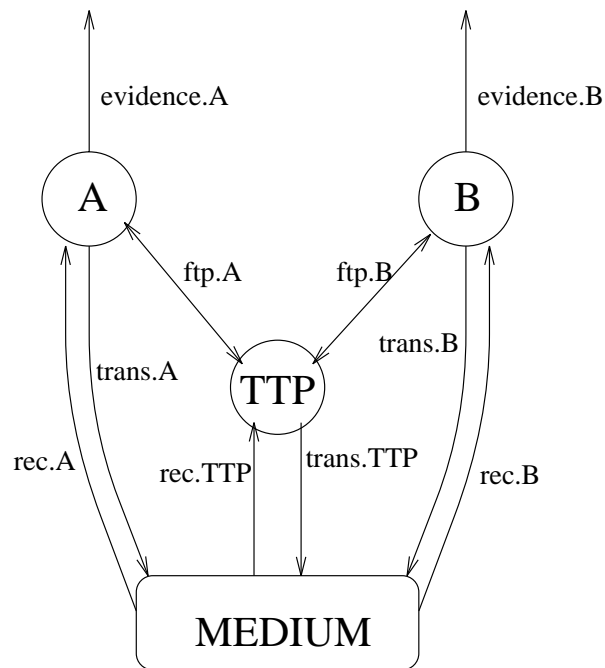 evidence.A
evidence.B
A
B
ftp.A
ftp.B
trans.A
trans.B
TTP
rec.A
rec.TTP
trans.TTP
rec.B
MEDIUM